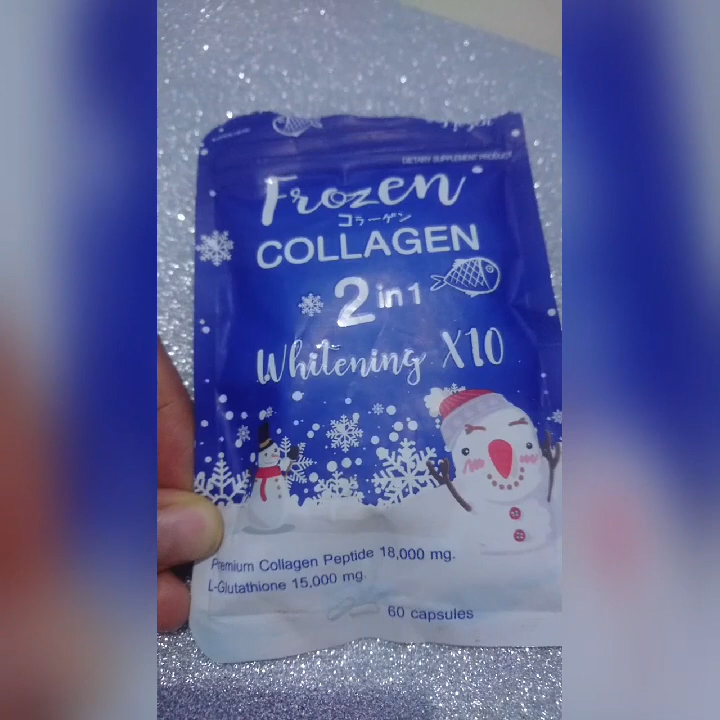 DIETARY SUPPLEMENT PRODUCT
Frozen
コラーゲン
COLLAGEN
2 in 1
Whitening X10
Premium Collagen Peptide 18,000 mg.
L-Glutathione 15,000 mg.
60 capsules